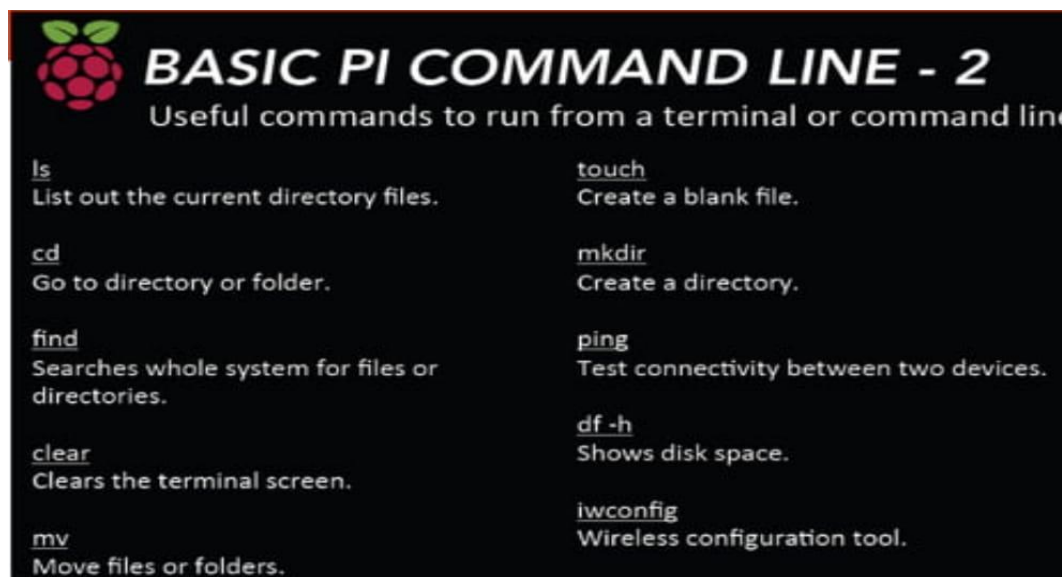 BASIC PI COMMAND LINE - 2
Useful commands to run from a terminal or command line
ls
List out the current directory files.
cd
Go to directory or folder.
find
Searches whole system for files or
directories.
clear
Clears the terminal screen.
mv
Move files or folders.
touch
Create a blank file.
mkdir
Create a directory.
ping
Test connectivity between two devices.
df -h
Shows disk space.
iwconfig
Wireless configuration tool.